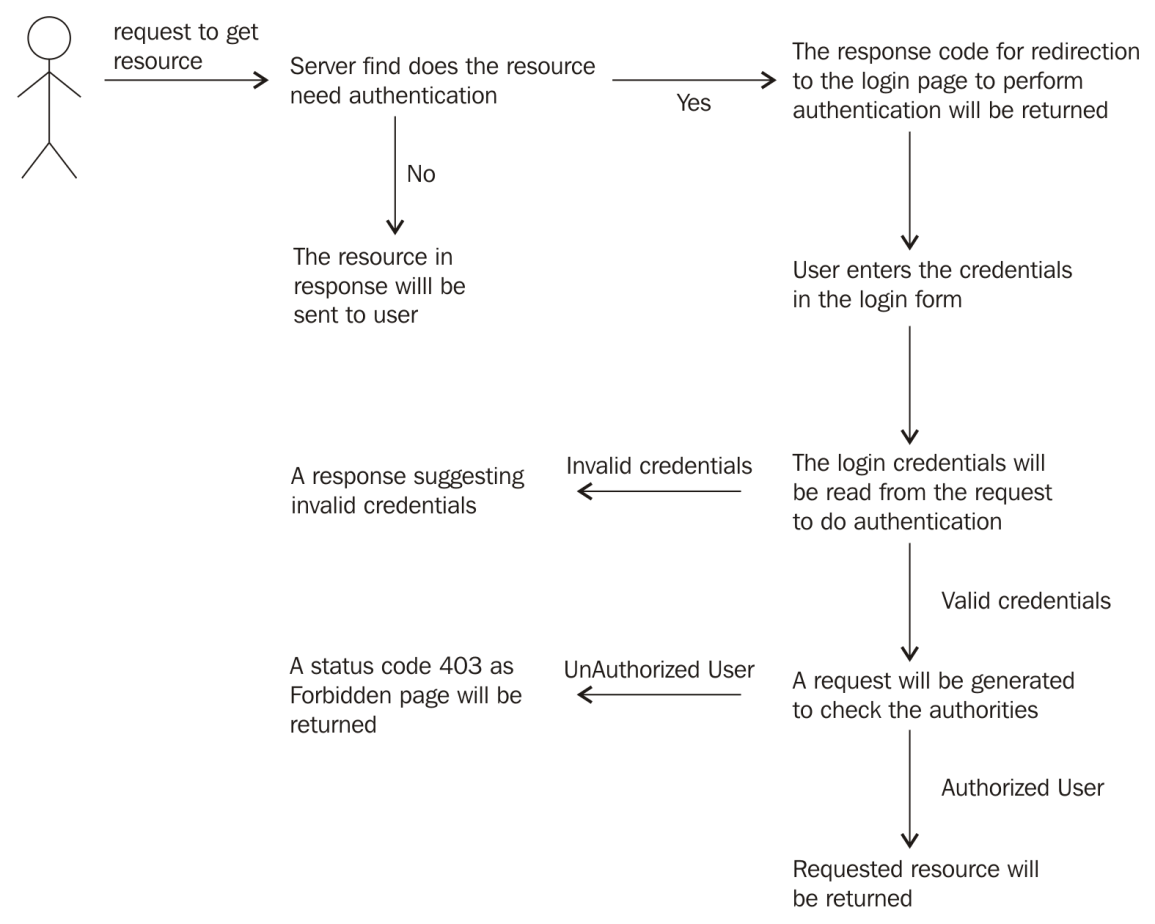 request to get
resource
Server find does the resource
need authentication
Yes
The response code for redirection
to the login page to perform
authentication will be returned
No
The resource in
response willl be
sent to user
User enters the credentials
in the login form
A response suggesting
invalid credentials
Invalid credentials
The login credentials will
be read from the request
to do authentication
Valid credentials
A status code 403 as
Forbidden page will be
returned
UnAuthorized User
A request will be generated
to check the authorities
Authorized User
Requested resource will
be returned